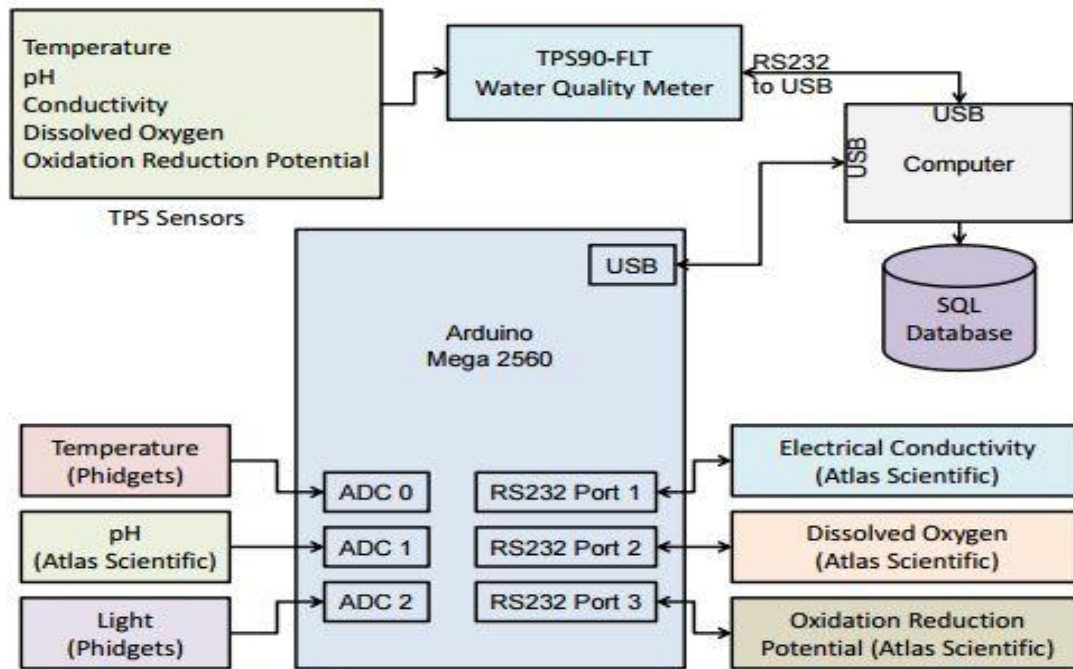 Temperature
pH
Conductivity
Dissolved Oxygen
Oxidation Reduction Potential
TPS Sensors
TPS90-FLT
Water Quality Meter
RS232
to USB
USB
USB
Computer
SQL
Database
USB
Arduino
Mega 2560
Temperature
(Phidgets)
pH
(Atlas Scientific)
Light
(Phidgets)
ADC 0
ADC 1
ADC 2
RS232 Port 1
RS232 Port 2
RS232 Port 3
Electrical Conductivity
(Atlas Scientific)
Dissolved Oxygen
(Atlas Scientific)
Oxidation Reduction
Potential (Atlas Scientific)